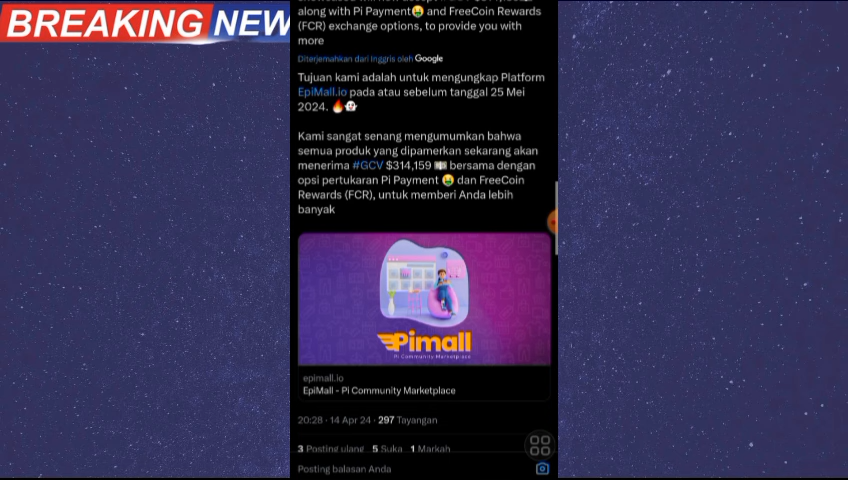 BREAKING NEW
along with Pi Payment🤑 and FreeCoin Rewards
(FCR) exchange options, to provide you with
more
Diterjemahkan dari Inggris oleh Google
Tujuan kami adalah untuk mengungkap Platform
EpiMall.io pada atau sebelum tanggal 25 Mei
2024. 🔥👻
Kami sangat senang mengumumkan bahwa
semua produk yang dipamerkan sekarang akan
menerima #GCV $314,159 💵 bersama dengan
opsi pertukaran Pi Payment 🤑 dan FreeCoin
Rewards (FCR), untuk memberi Anda lebih
banyak
Pimall
Pi Community Marketplace
epimall.io
EpiMall - Pi Community Marketplace
20:28 · 14 Apr 24 · 297 Tayangan
3 Posting ulang 5 Suka 1 Markah
Posting balasan Anda